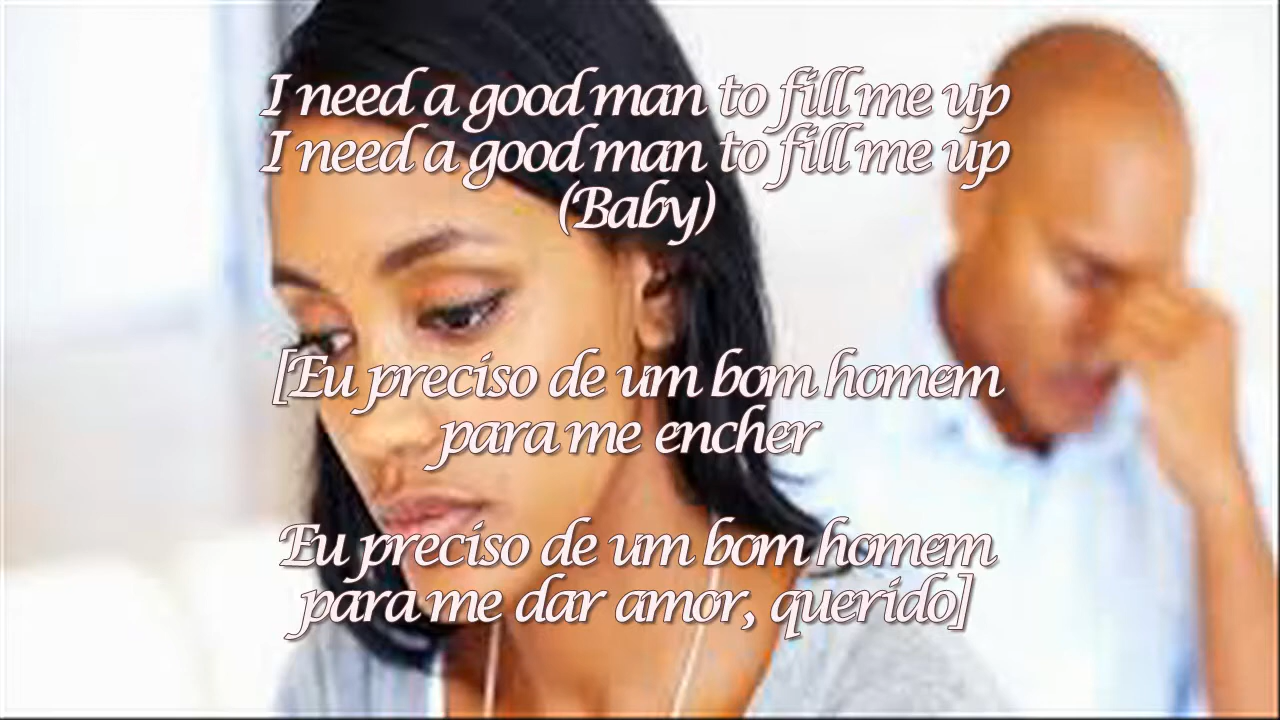 I need a good man to fill me up
I need a good man to fill me up
(Baby)
[Eu preciso de um bom homem
para me encher
Eu preciso de um bom homem
para me dar amor, querido]